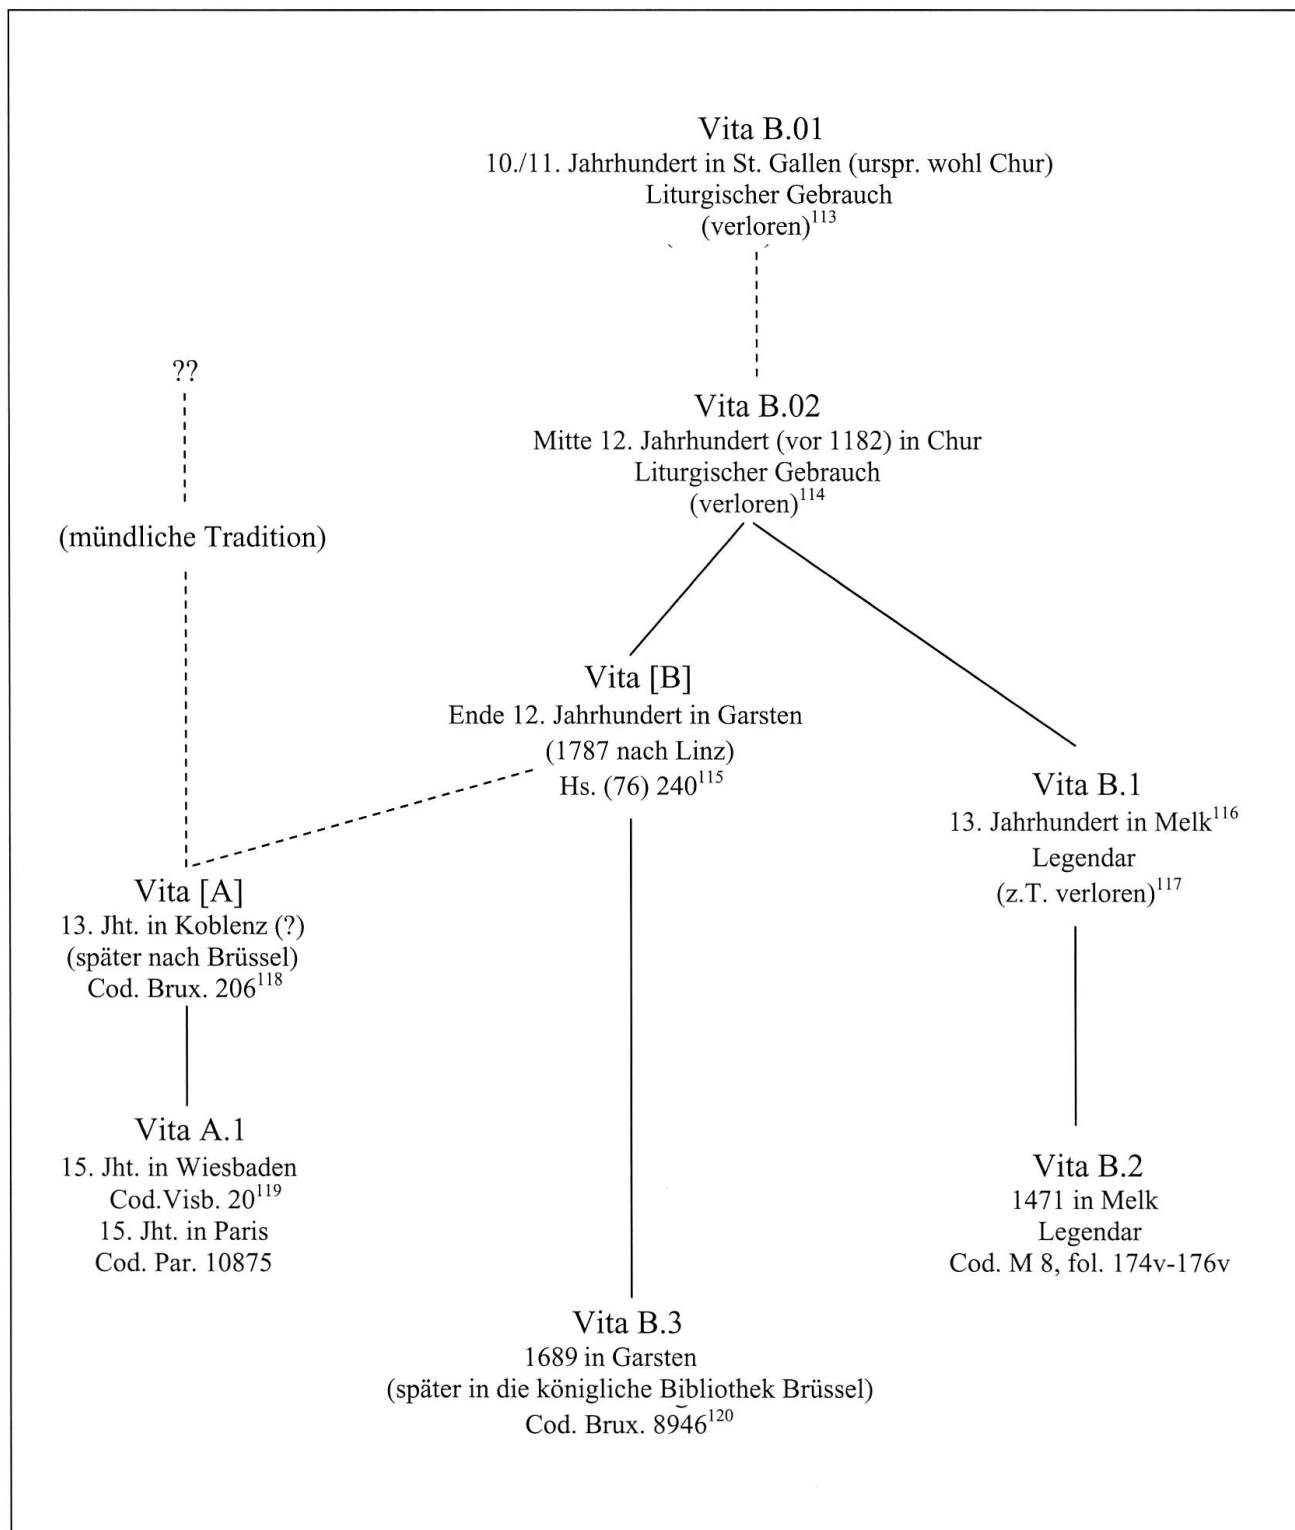 Vita B.01
10./11. Jahrhundert in St. Gallen (urspr. wohl Chur)
Liturgischer Gebrauch
(verloren)113
??
Vita B.02
Mitte 12. Jahrhundert (vor 1182) in Chur
Liturgischer Gebrauch
(verloren)114
(mündliche Tradition)
Vita [B]
Ende 12. Jahrhundert in Garsten
(1787 nach Linz)
Hs. (76) 240115
Vita B.1
13. Jahrhundert in Melk116
Legendar
(z.T. verloren)117
Vita [A]
13. Jht. in Koblenz (?)
(später nach Brüssel)
Cod. Brux. 206118
Vita A.1
15. Jht. in Wiesbaden
Cod.Visb. 20119
15. Jht. in Paris
Cod. Par. 10875
Vita B.2
1471 in Melk
Legendar
Cod. M 8, fol. 174v-176v
Vita B.3
1689 in Garsten
(später in die königliche Bibliothek Brüssel)
Cod. Brux. 8946120